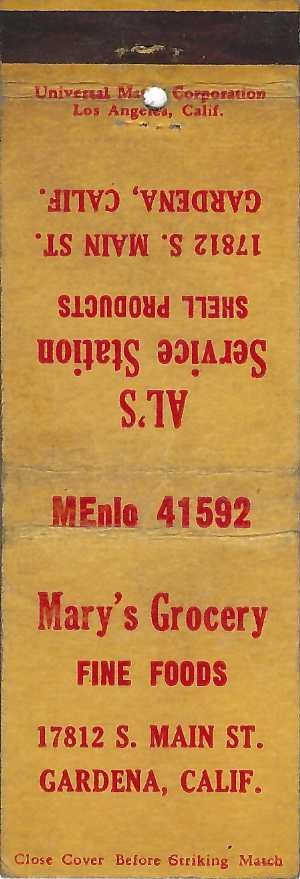 Universal Match Corporation
Los Angeles, Calif.
AL'S
Service Station
SHELL PRODUCTS
17812 S. MAIN ST.
GARDENA, CALIF.
MEnlo 41592
Mary's Grocery
FINE FOODS
17812 S. MAIN ST.
GARDENA, CALIF.
Close Cover Before Striking Match